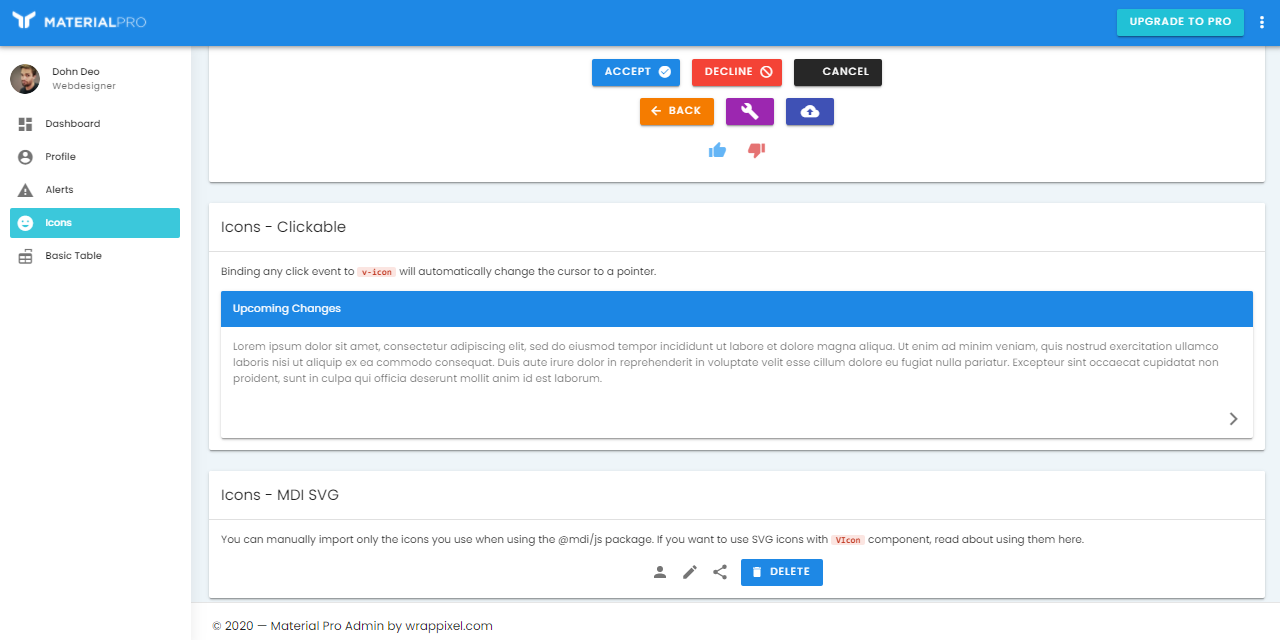 MATERIALPRO
UPGRADE TO PRO
Dohn Deo
Webdesigner
Dashboard
Profile
Alerts
Icons
Basic Table
ACCEPT
DECLINE
CANCEL
BACK
Icons - Clickable
Binding any click event to v-icon will automatically change the cursor to a pointer.
Upcoming Changes
Lorem ipsum dolor sit amet, consectetur adipiscing elit, sed do eiusmod tempor incididunt ut labore et dolore magna aliqua. Ut enim ad minim veniam, quis nostrud exercitation ullamco
laboris nisi ut aliquip ex ea commodo consequat. Duis aute irure dolor in reprehenderit in voluptate velit esse cillum dolore eu fugiat nulla pariatur. Excepteur sint occaecat cupidatat non
proident, sunt in culpa qui officia deserunt mollit anim id est laborum.
Icons - MDI SVG
You can manually import only the icons you use when using the @mdi/js package. If you want to use SVG icons with VIcon component, read about using them here.
DELETE
© 2020 — Material Pro Admin by wrappixel.com